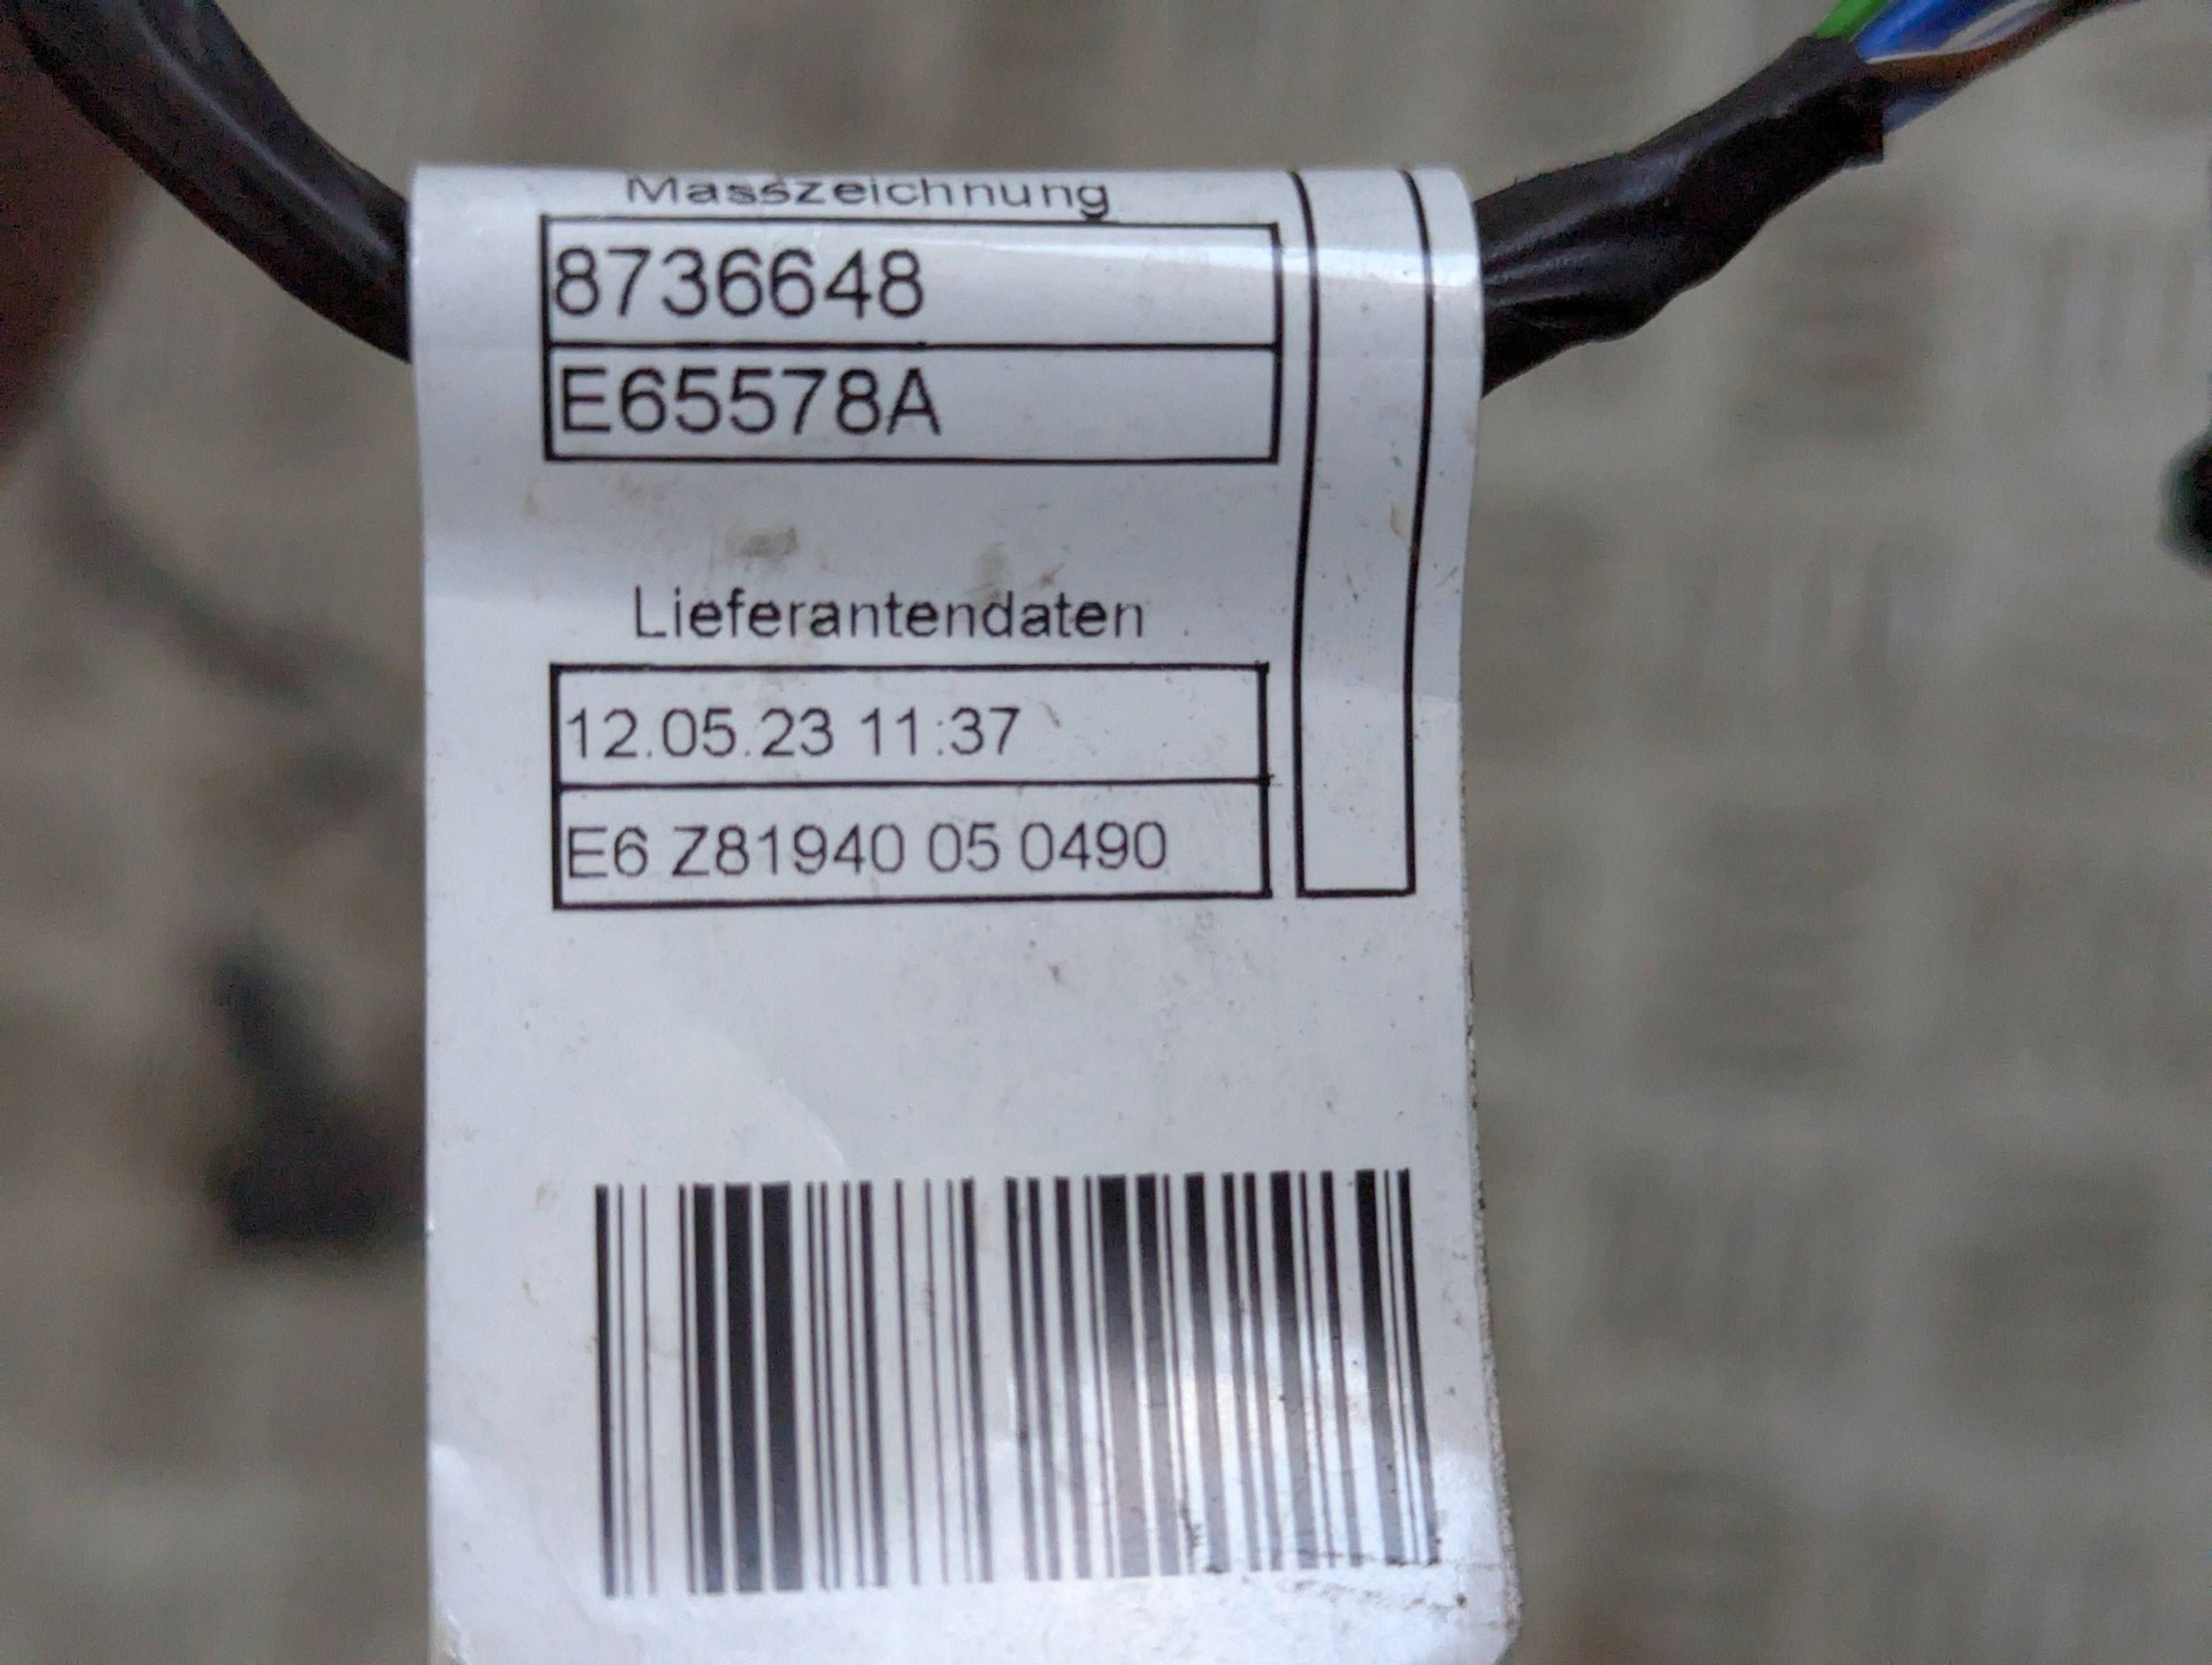 Masszeichnung
8736648
E65578A
Lieferantendaten
12.05.23 11:37
E6 Z81940 05 0490